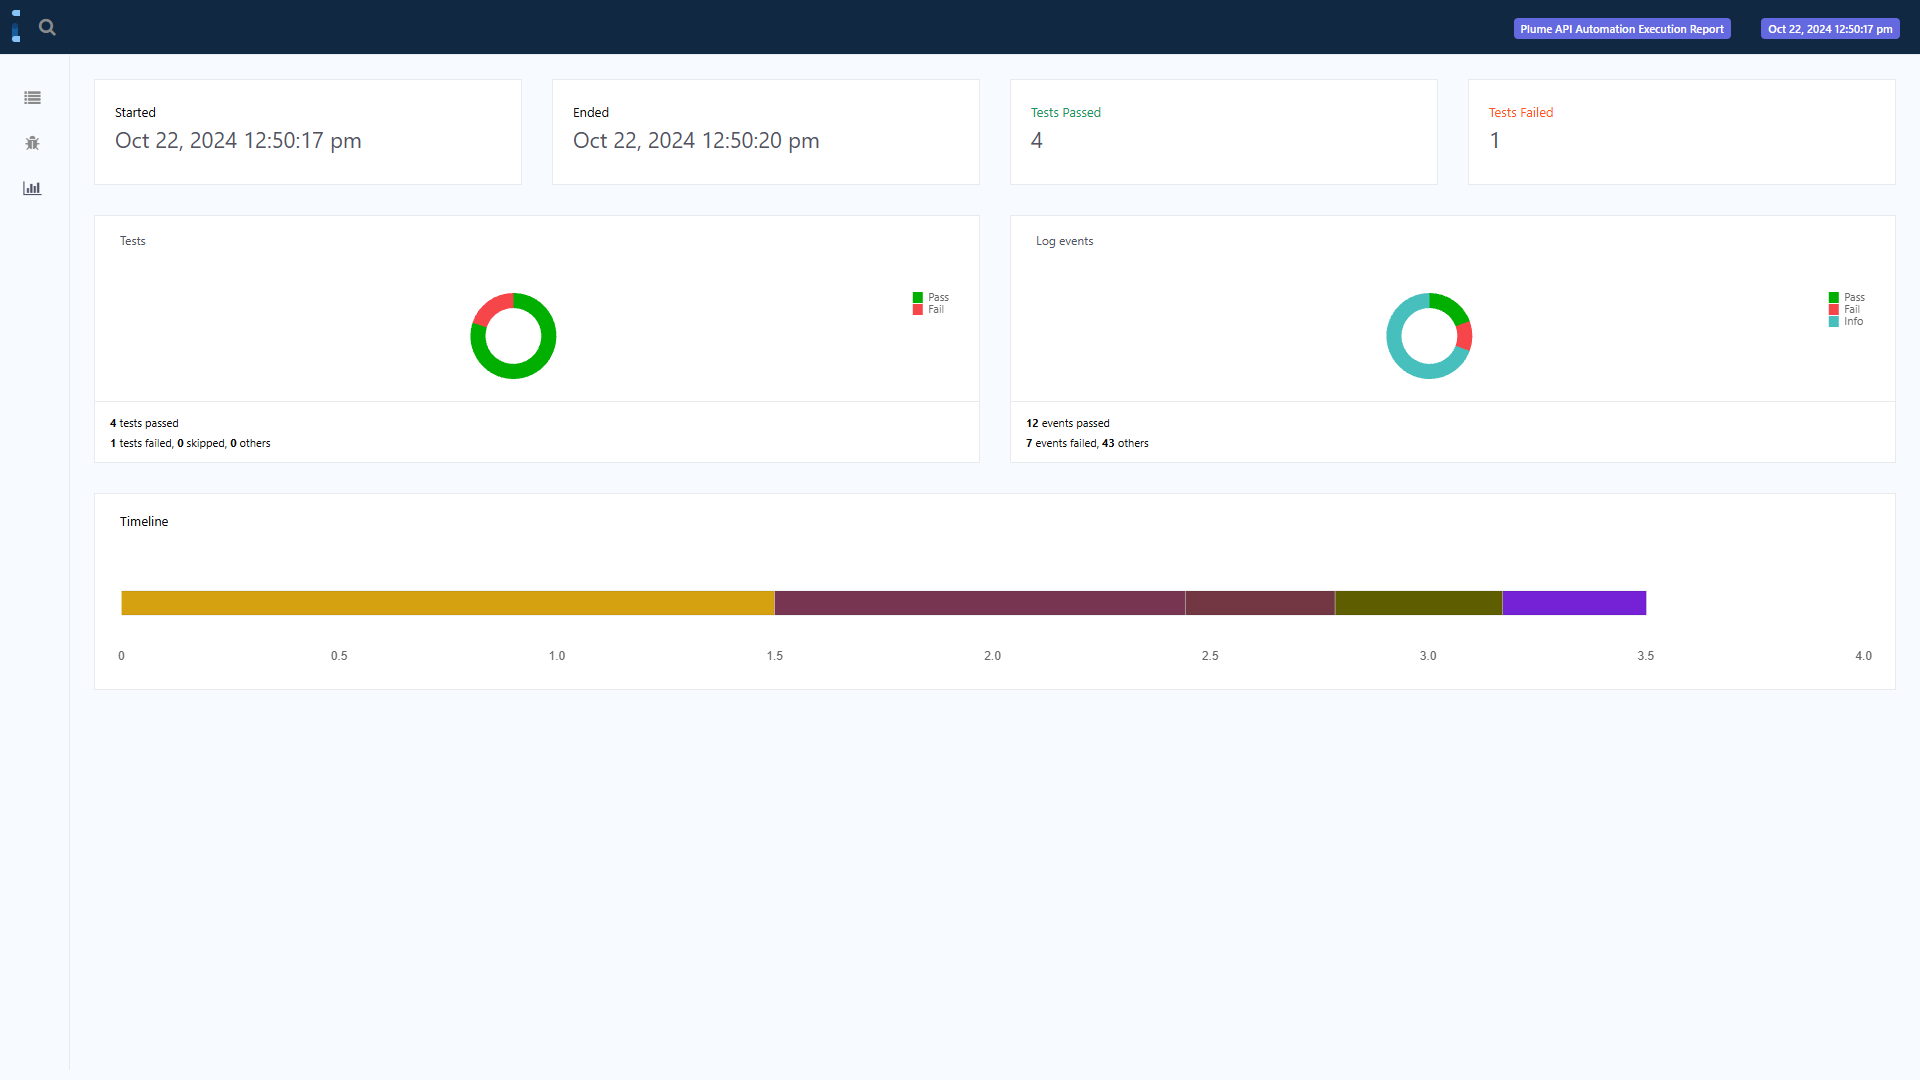 Plume API Automation Execution Report
Oct 22, 2024 12:50:17 pm
Started
Oct 22, 2024 12:50:17 pm
Ended
Oct 22, 2024 12:50:20 pm
Tests Passed
4
Tests Failed
1
Tests
Pass
Fail
4 tests passed
1 tests failed, 0 skipped, 0 others
Log events
Pass
Fail
Info
12 events passed
7 events failed, 43 others
Timeline
0 0.5 1.0 1.5 2.0 2.5 3.0 3.5 4.0